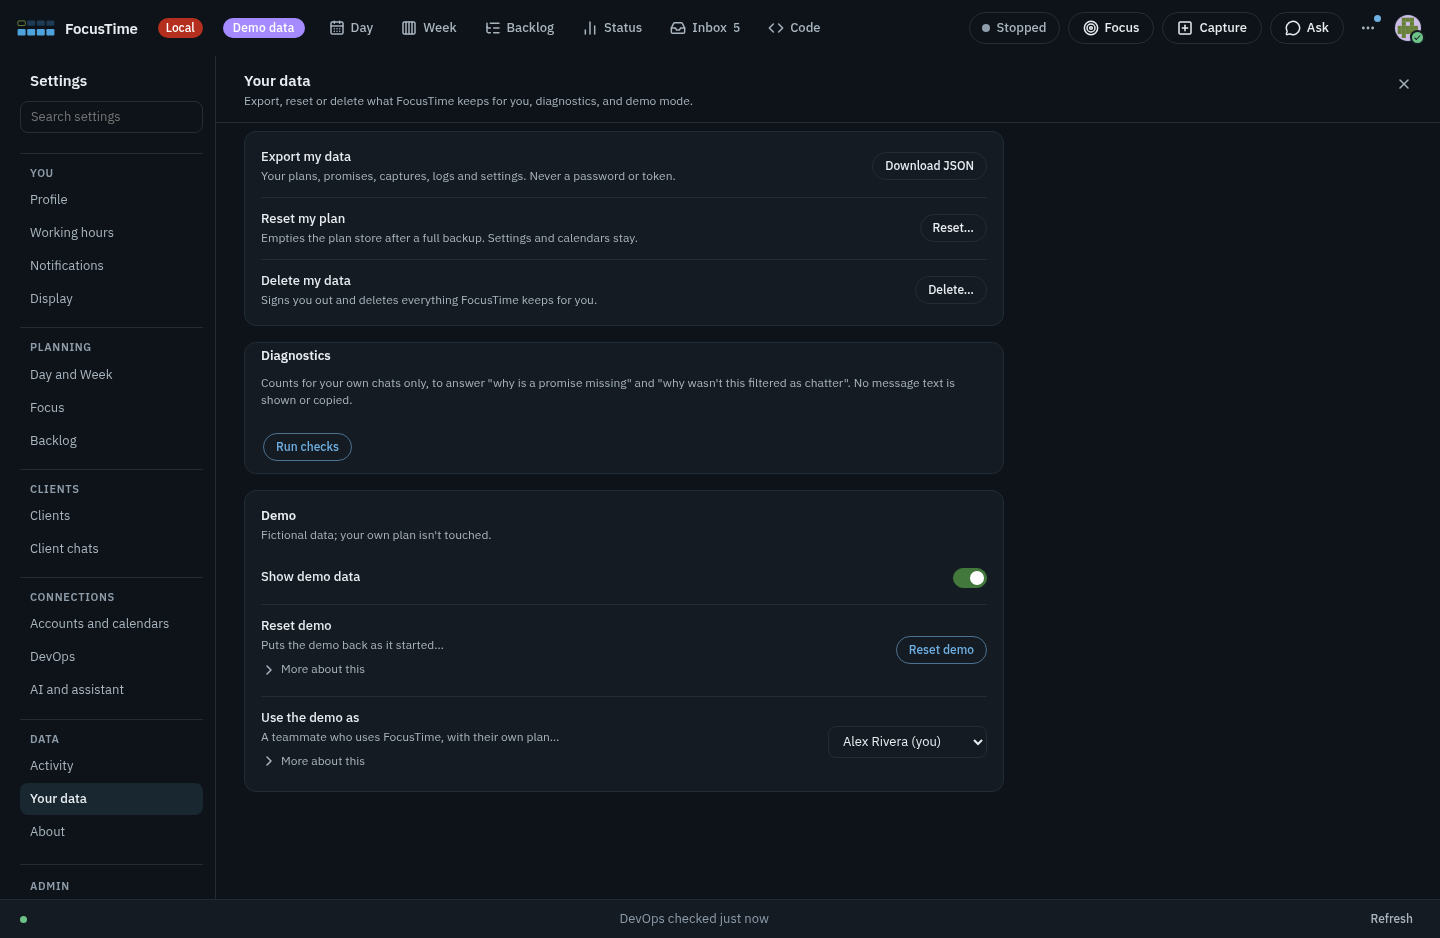 FocusTime
Local
Demo data
Day
Week
Backlog
Status
Inbox 5
Code
Stopped
Focus
Capture
Ask
Settings
Search settings
YOU
Profile
Working hours
Notifications
Display
PLANNING
Day and Week
Focus
Backlog
CLIENTS
Clients
Client chats
CONNECTIONS
Accounts and calendars
DevOps
AI and assistant
DATA
Activity
Your data
About
ADMIN
Your data
Export, reset or delete what FocusTime keeps for you, diagnostics, and demo mode.
Export my data
Your plans, promises, captures, logs and settings. Never a password or token.
Download JSON
Reset my plan
Empties the plan store after a full backup. Settings and calendars stay.
Reset...
Delete my data
Signs you out and deletes everything FocusTime keeps for you.
Delete...
Diagnostics
Counts for your own chats only, to answer "why is a promise missing" and "why wasn't this filtered as chatter". No message text is
shown or copied.
Run checks
Demo
Fictional data; your own plan isn't touched.
Show demo data
Reset demo
Puts the demo back as it started...
More about this
Reset demo
Use the demo as
A teammate who uses FocusTime, with their own plan...
More about this
Alex Rivera (you)
DevOps checked just now
Refresh